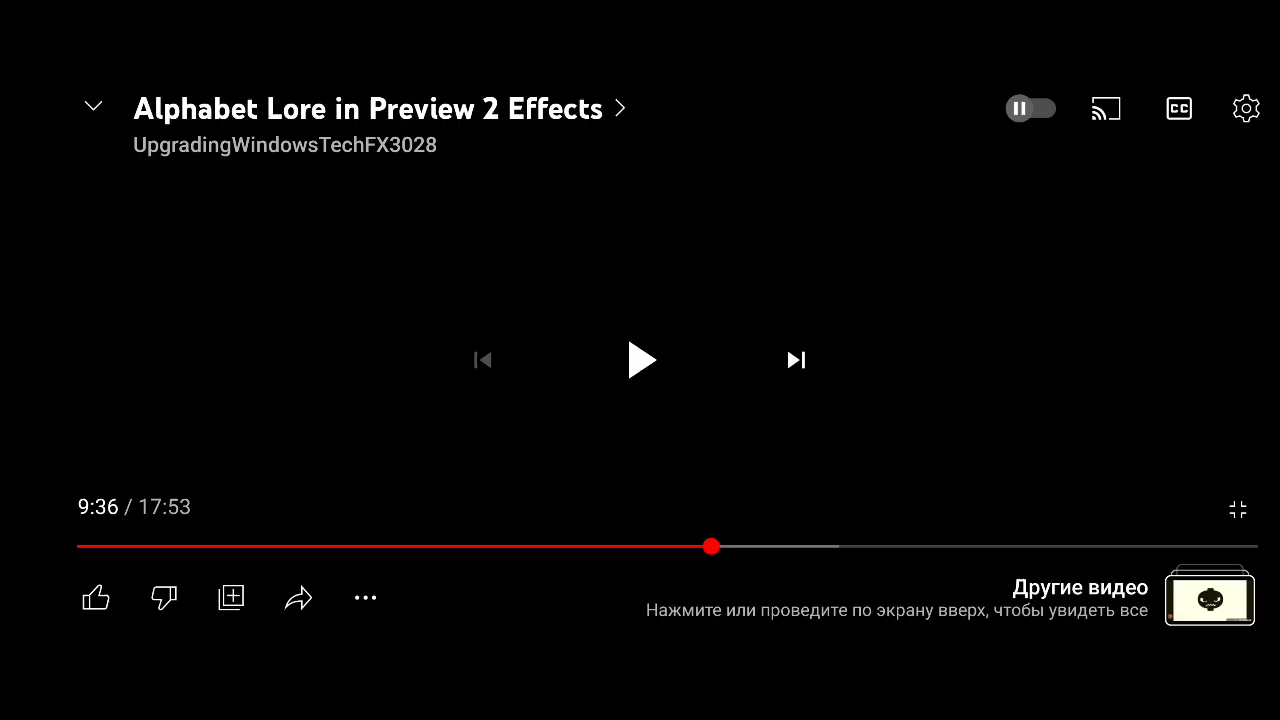 Alphabet Lore in Preview 2 Effects
UpgradingWindowsTechFX3028
CC
9:36 / 17:53
Другие видео
Нажмите или проведите по экрану вверх, чтобы увидеть все